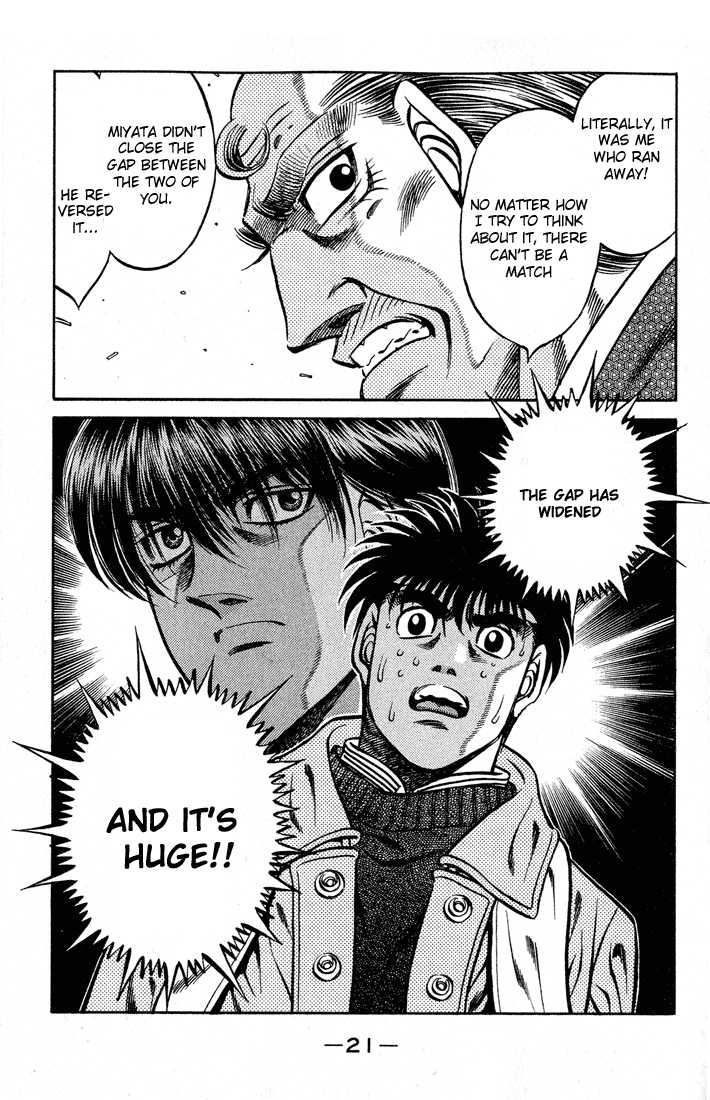 LITERALLY, IT
WAS ME
WHO RAN
AWAY!
NO MATTER HOW
I TRY TO THINK
ABOUT IT, THERE
CAN'T BE A
MATCH
MIYATA DIDN'T
CLOSE THE
GAP BETWEEN
THE TWO OF
YOU.
HE RE-
VERSED
IT...
THE GAP HAS
WIDENED
AND IT'S
HUGE!!
—21—